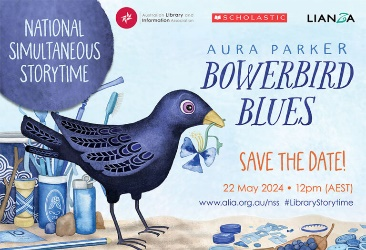 NATIONAL
SIMULTANEOUS
STORYTIME
Australian Library and
Information Association
SCHOLASTIC
LIANZA
AURA PARKER
BOWERBIRD
BLUES
SAVE THE DATE!
22 May 2024 • 12pm (AEST)
www.alia.org.au/nss #LibraryStorytime